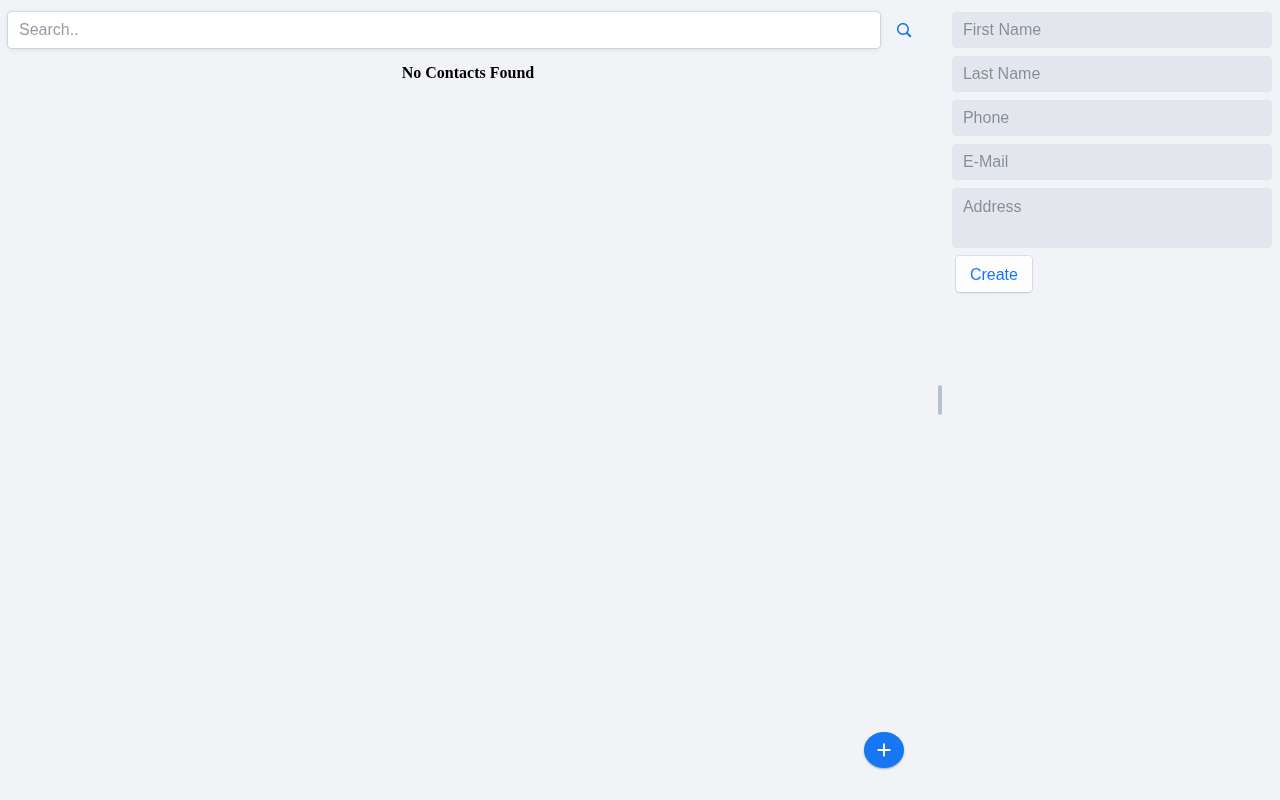 Search..
No Contacts Found
First Name
Last Name
Phone
E-Mail
Address
Create